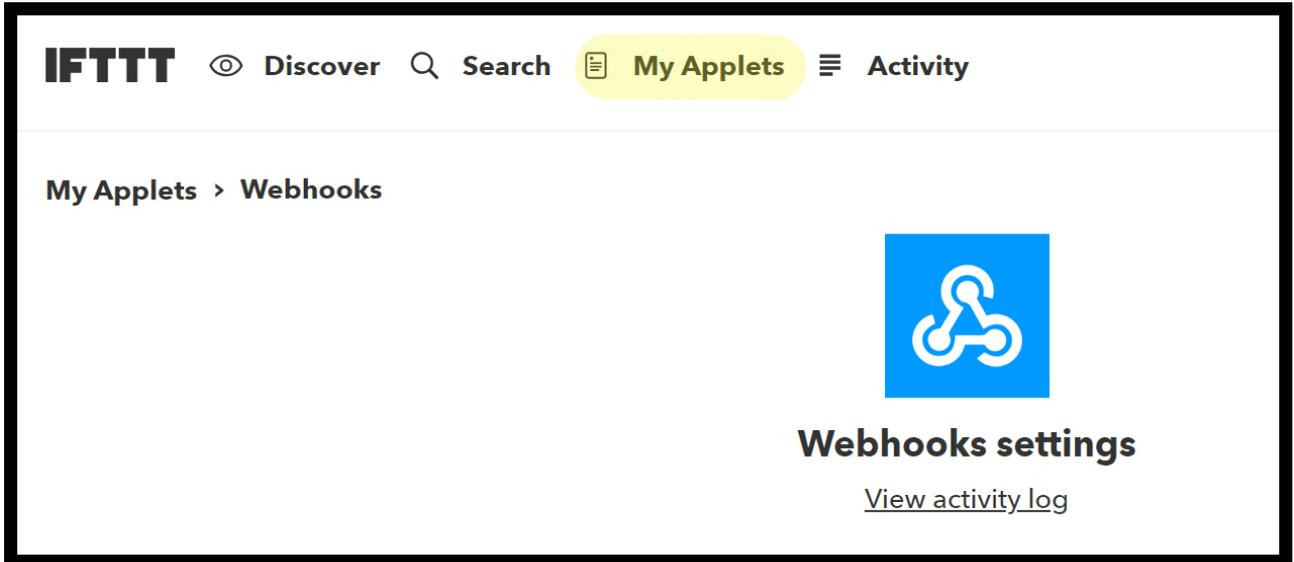 IFTTT Discover Search My Applets Activity
My Applets › Webhooks
Webhooks settings
View activity log